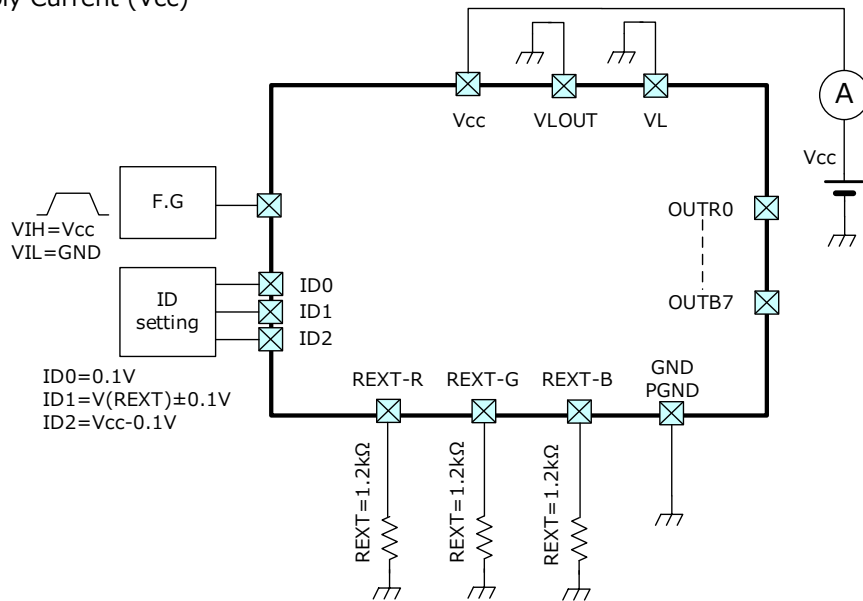 Current (Vcc)
A
Vcc
VLOUT
VL
Vcc
F.G
VIH=Vcc
VIL=GND
OUTR0
ID
setting
ID0
ID1
ID2
OUTB7
ID0=0.1V
ID1=V(REXT)±0.1V
ID2=Vcc-0.1V
REXT-R
REXT-G
REXT-B
GND
PGND
REXT=1.2kΩ
REXT=1.2kΩ
REXT=1.2kΩ